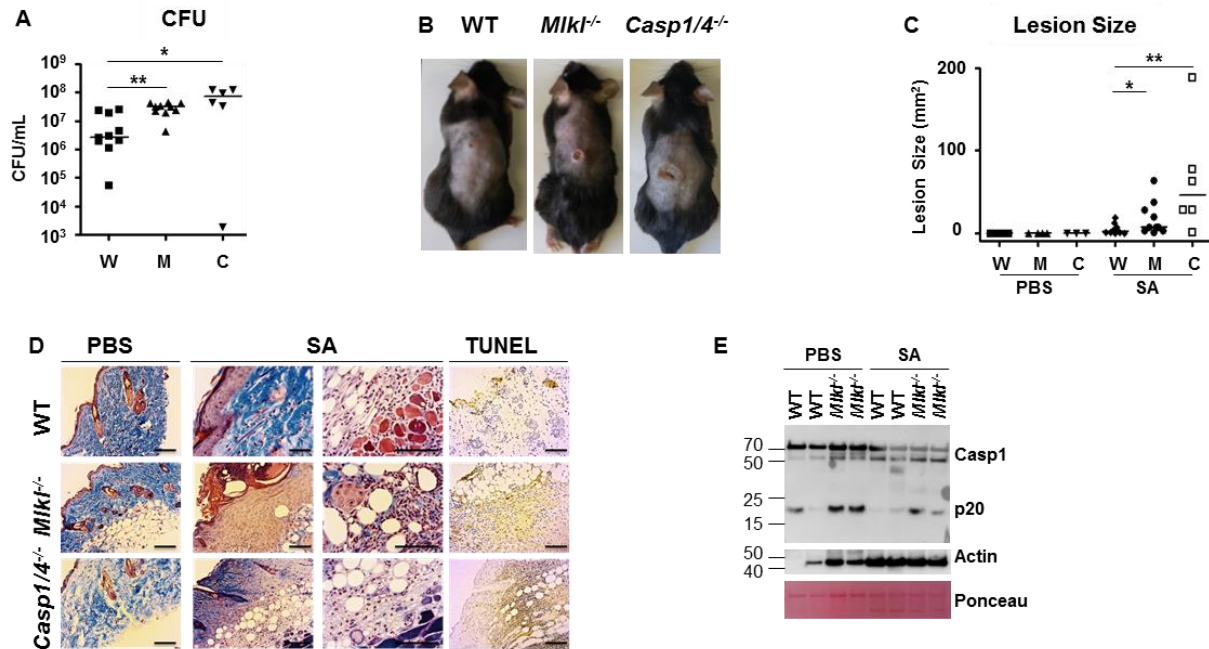 A CFU
*
**
10⁹
10⁸
10⁷
10⁶
10⁵
10⁴
10³
CFU/mL
W M C
B WT Mlkl-/- Casp1/4-/-
C Lesion Size
**
*
200
100
0
Lesion Size (mm²)
W M C W M C
PBS SA
D PBS SA TUNEL
WT
Mlkl-/-
Casp1/4-/-
E
PBS SA
WT WT Mlkl-/- Mlkl-/- WT WT Mlkl-/- Mlkl-/-
70
50
Casp1
25
p20
15
50
Actin
40
Ponceau